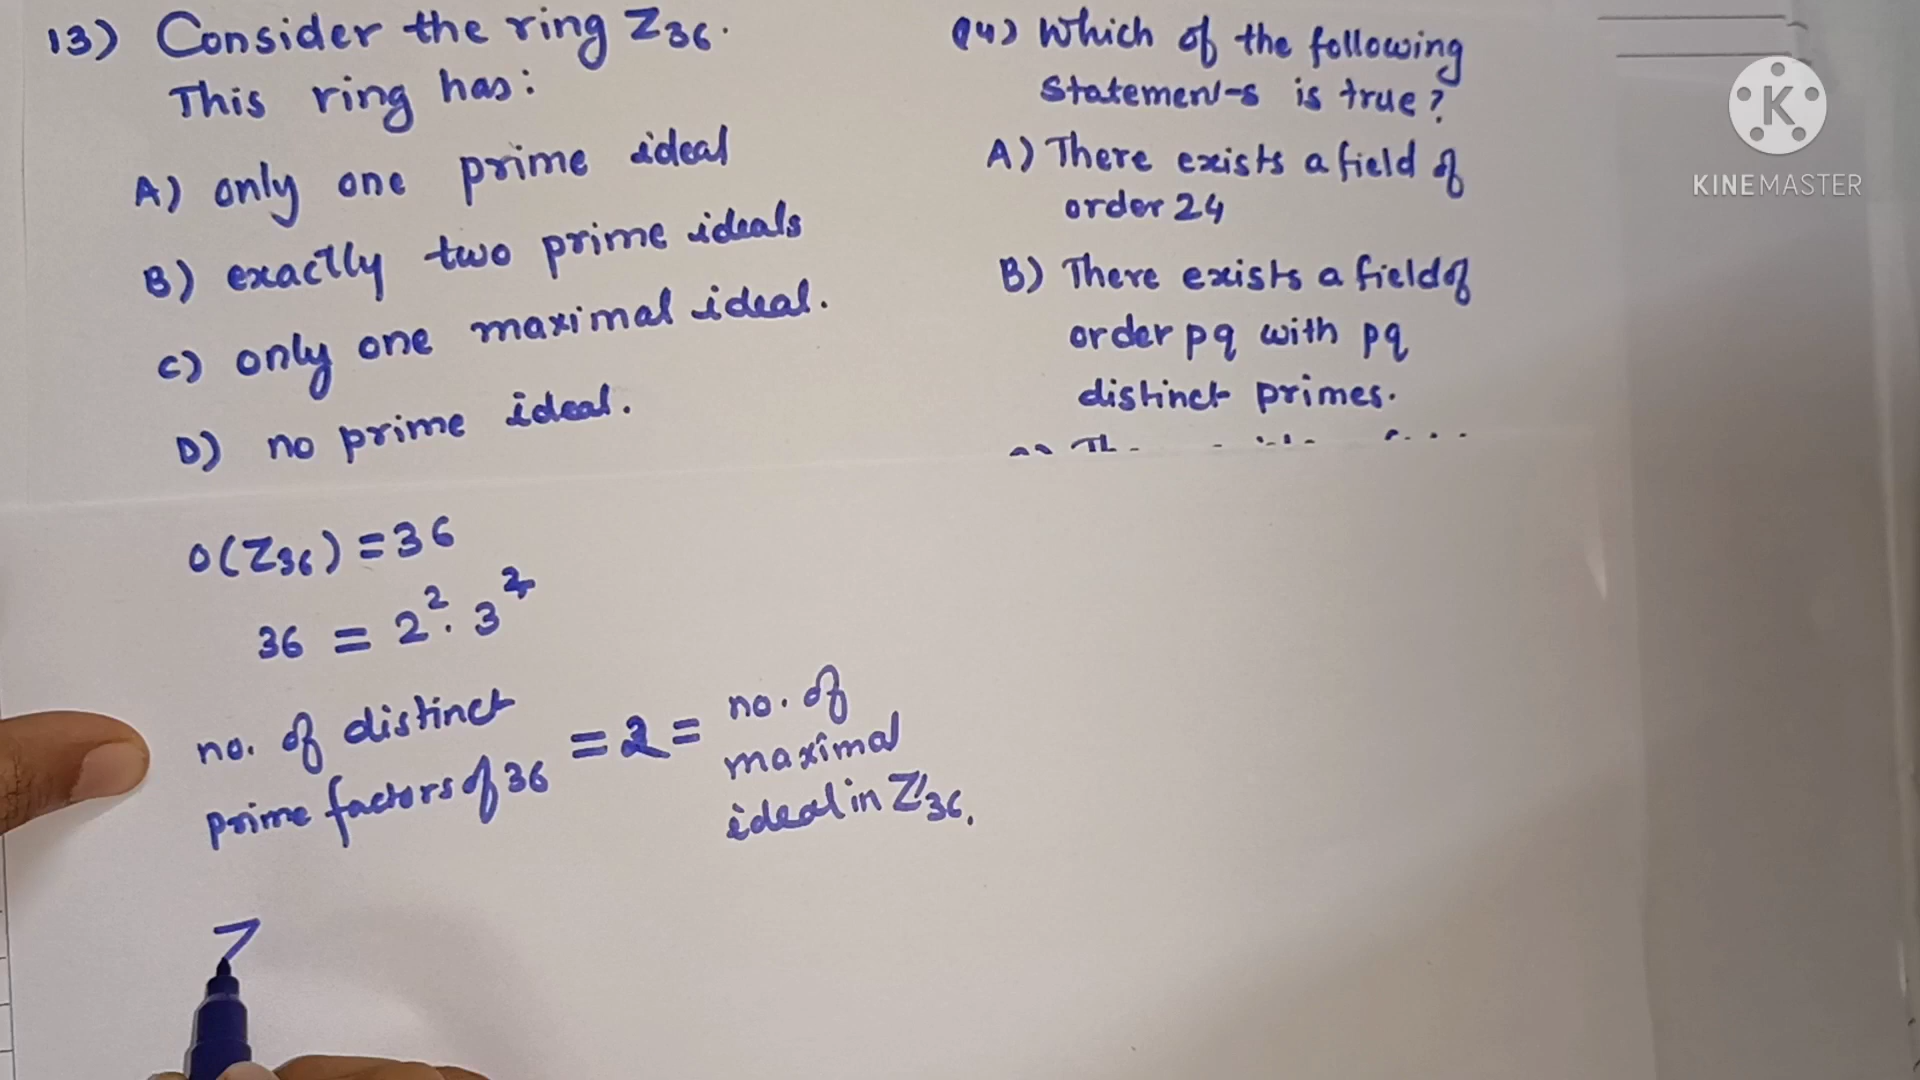 13) Consider the ring Z36.
This ring has:
A) only one prime ideal
B) exactly two prime ideals
C) only one maximal ideal.
D) no prime ideal.
O(Z36) = 36
36 = 2². 3²
no. of distinct
prime factors of 36 = 2 = no. of
maximal
ideal in Z36.
Z
Q4) Which of the following
statements is true?
A) There exists a field of
order 24
B) There exists a field of
order pq with pq
distinct primes.
K
KINEMASTER